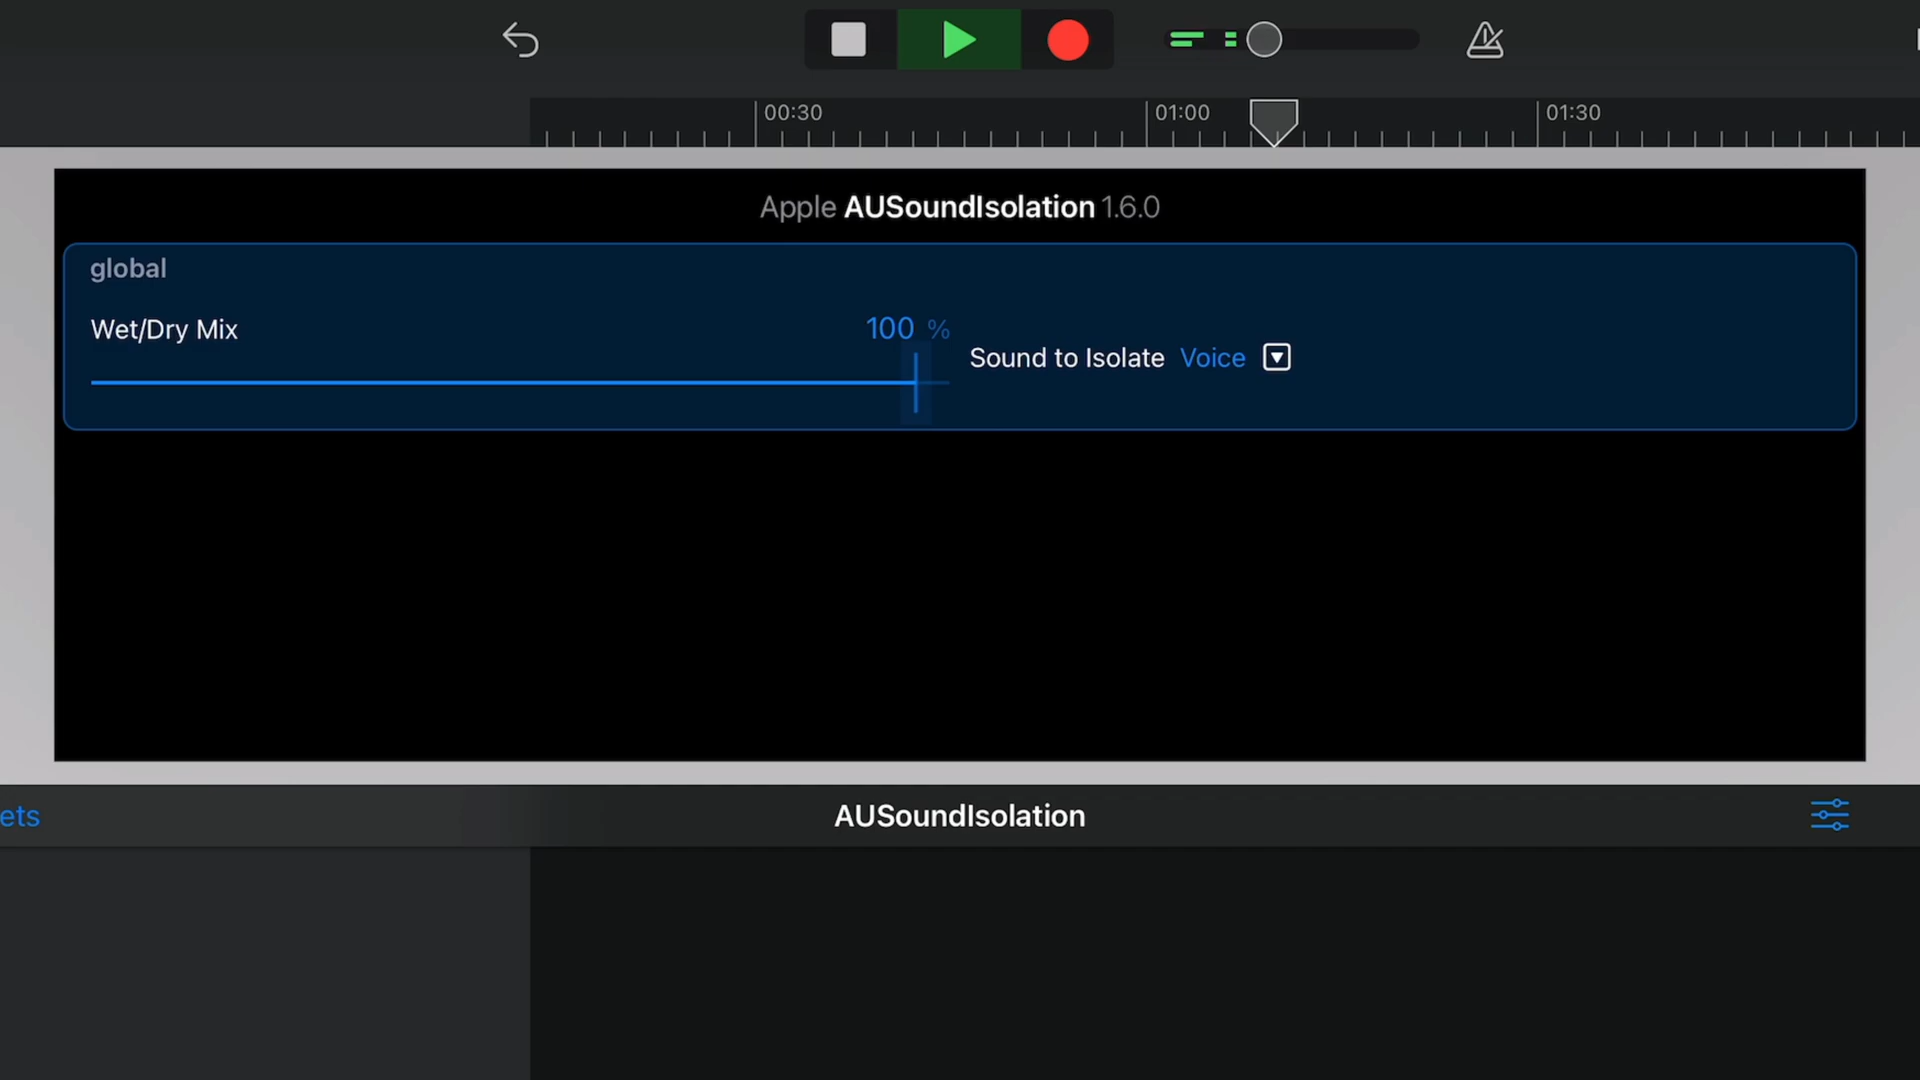 00:30
01:00
01:30
Apple AUSoundIsolation 1.6.0
global
Wet/Dry Mix
100 %
Sound to Isolate Voice
ets
AUSoundIsolation